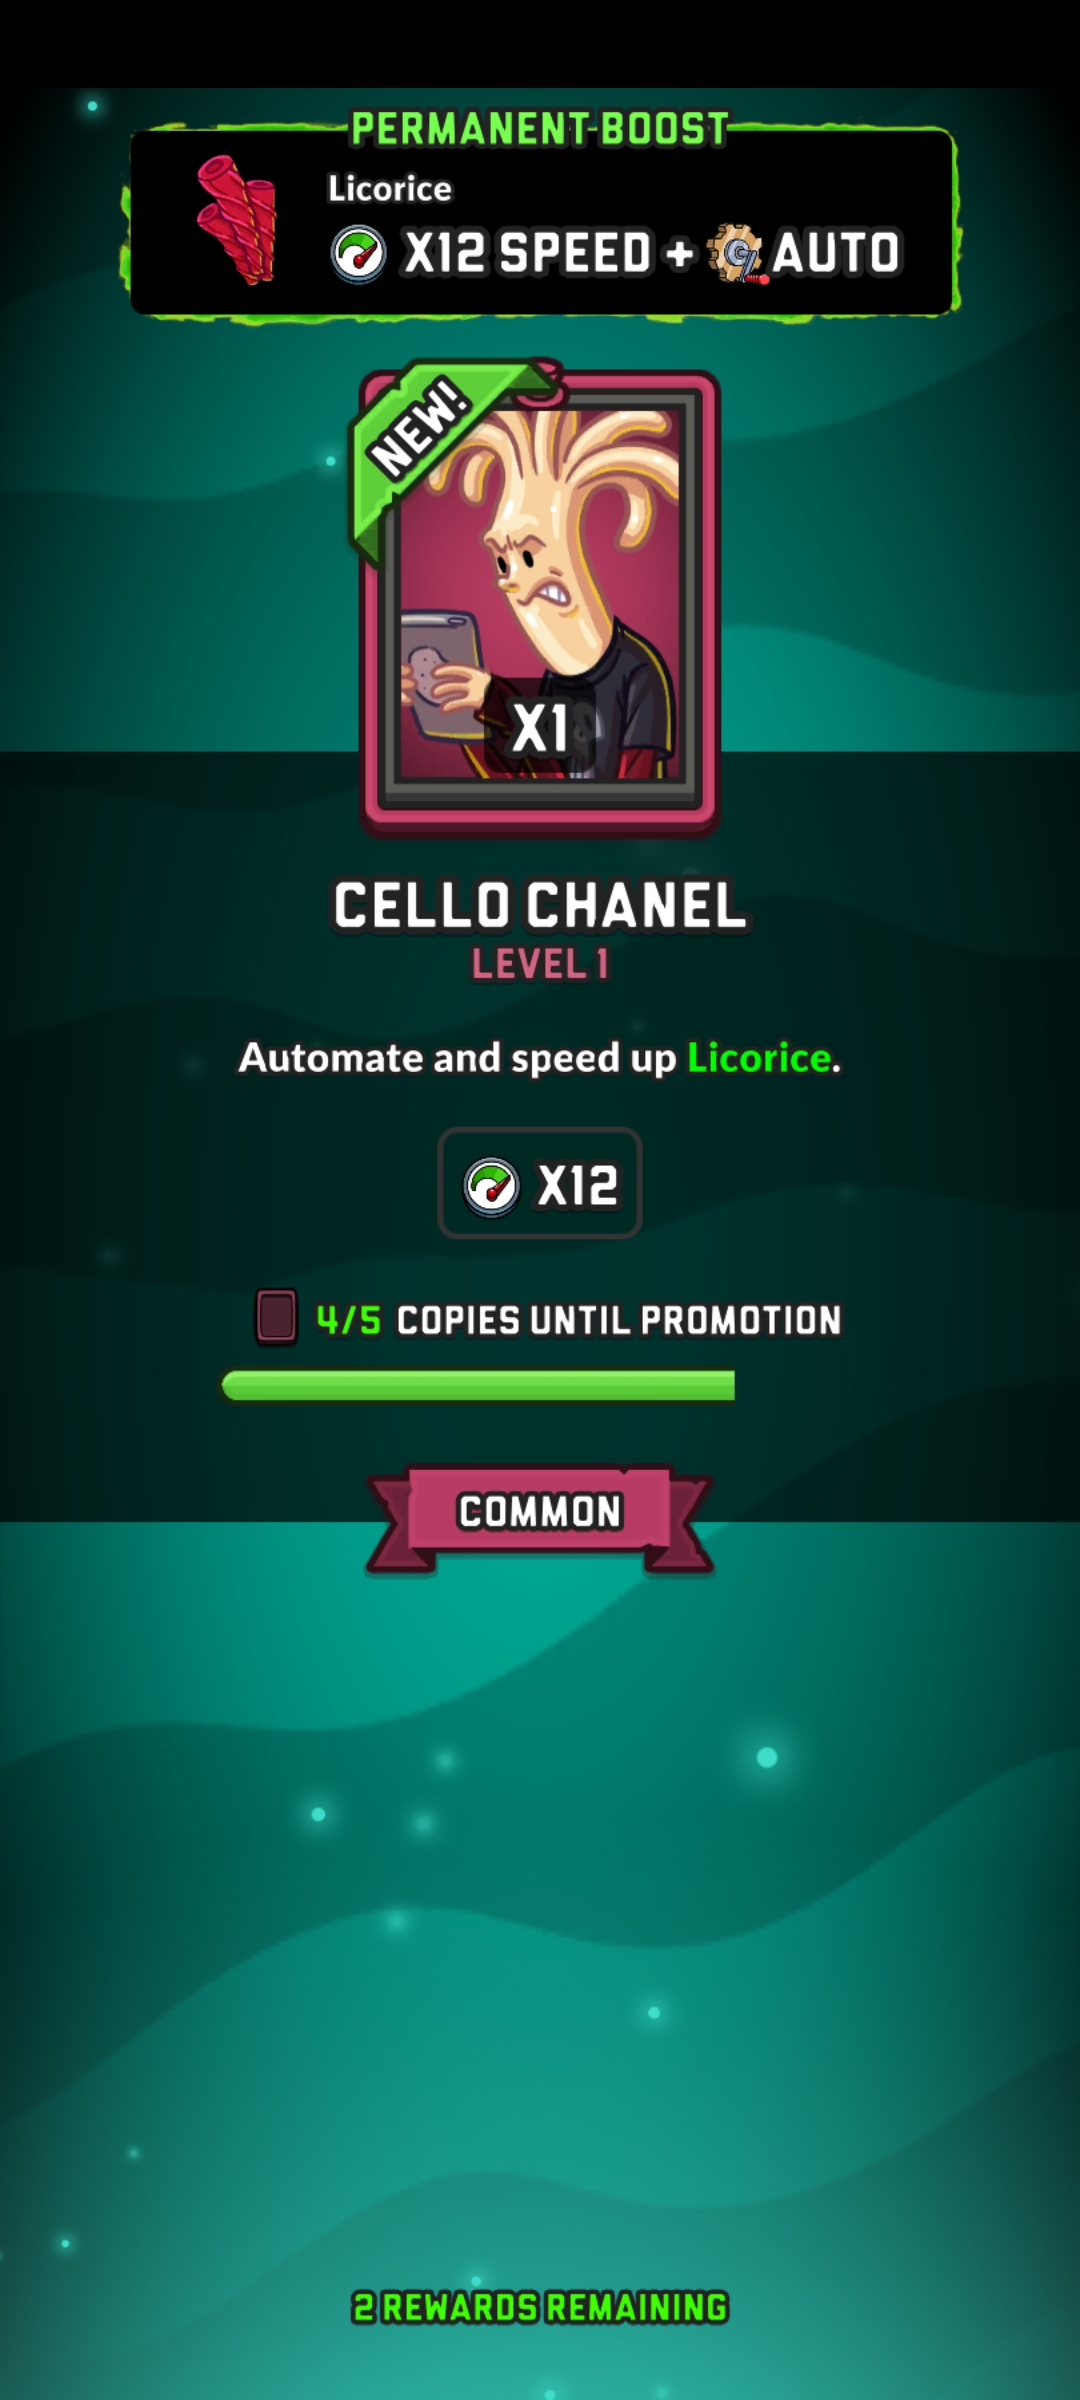 PERMANENT BOOST
Licorice
X12 SPEED + AUTO
NEW!
X1
CELLO CHANEL
LEVEL 1
Automate and speed up Licorice.
X12
4/5 COPIES UNTIL PROMOTION
COMMON
2 REWARDS REMAINING